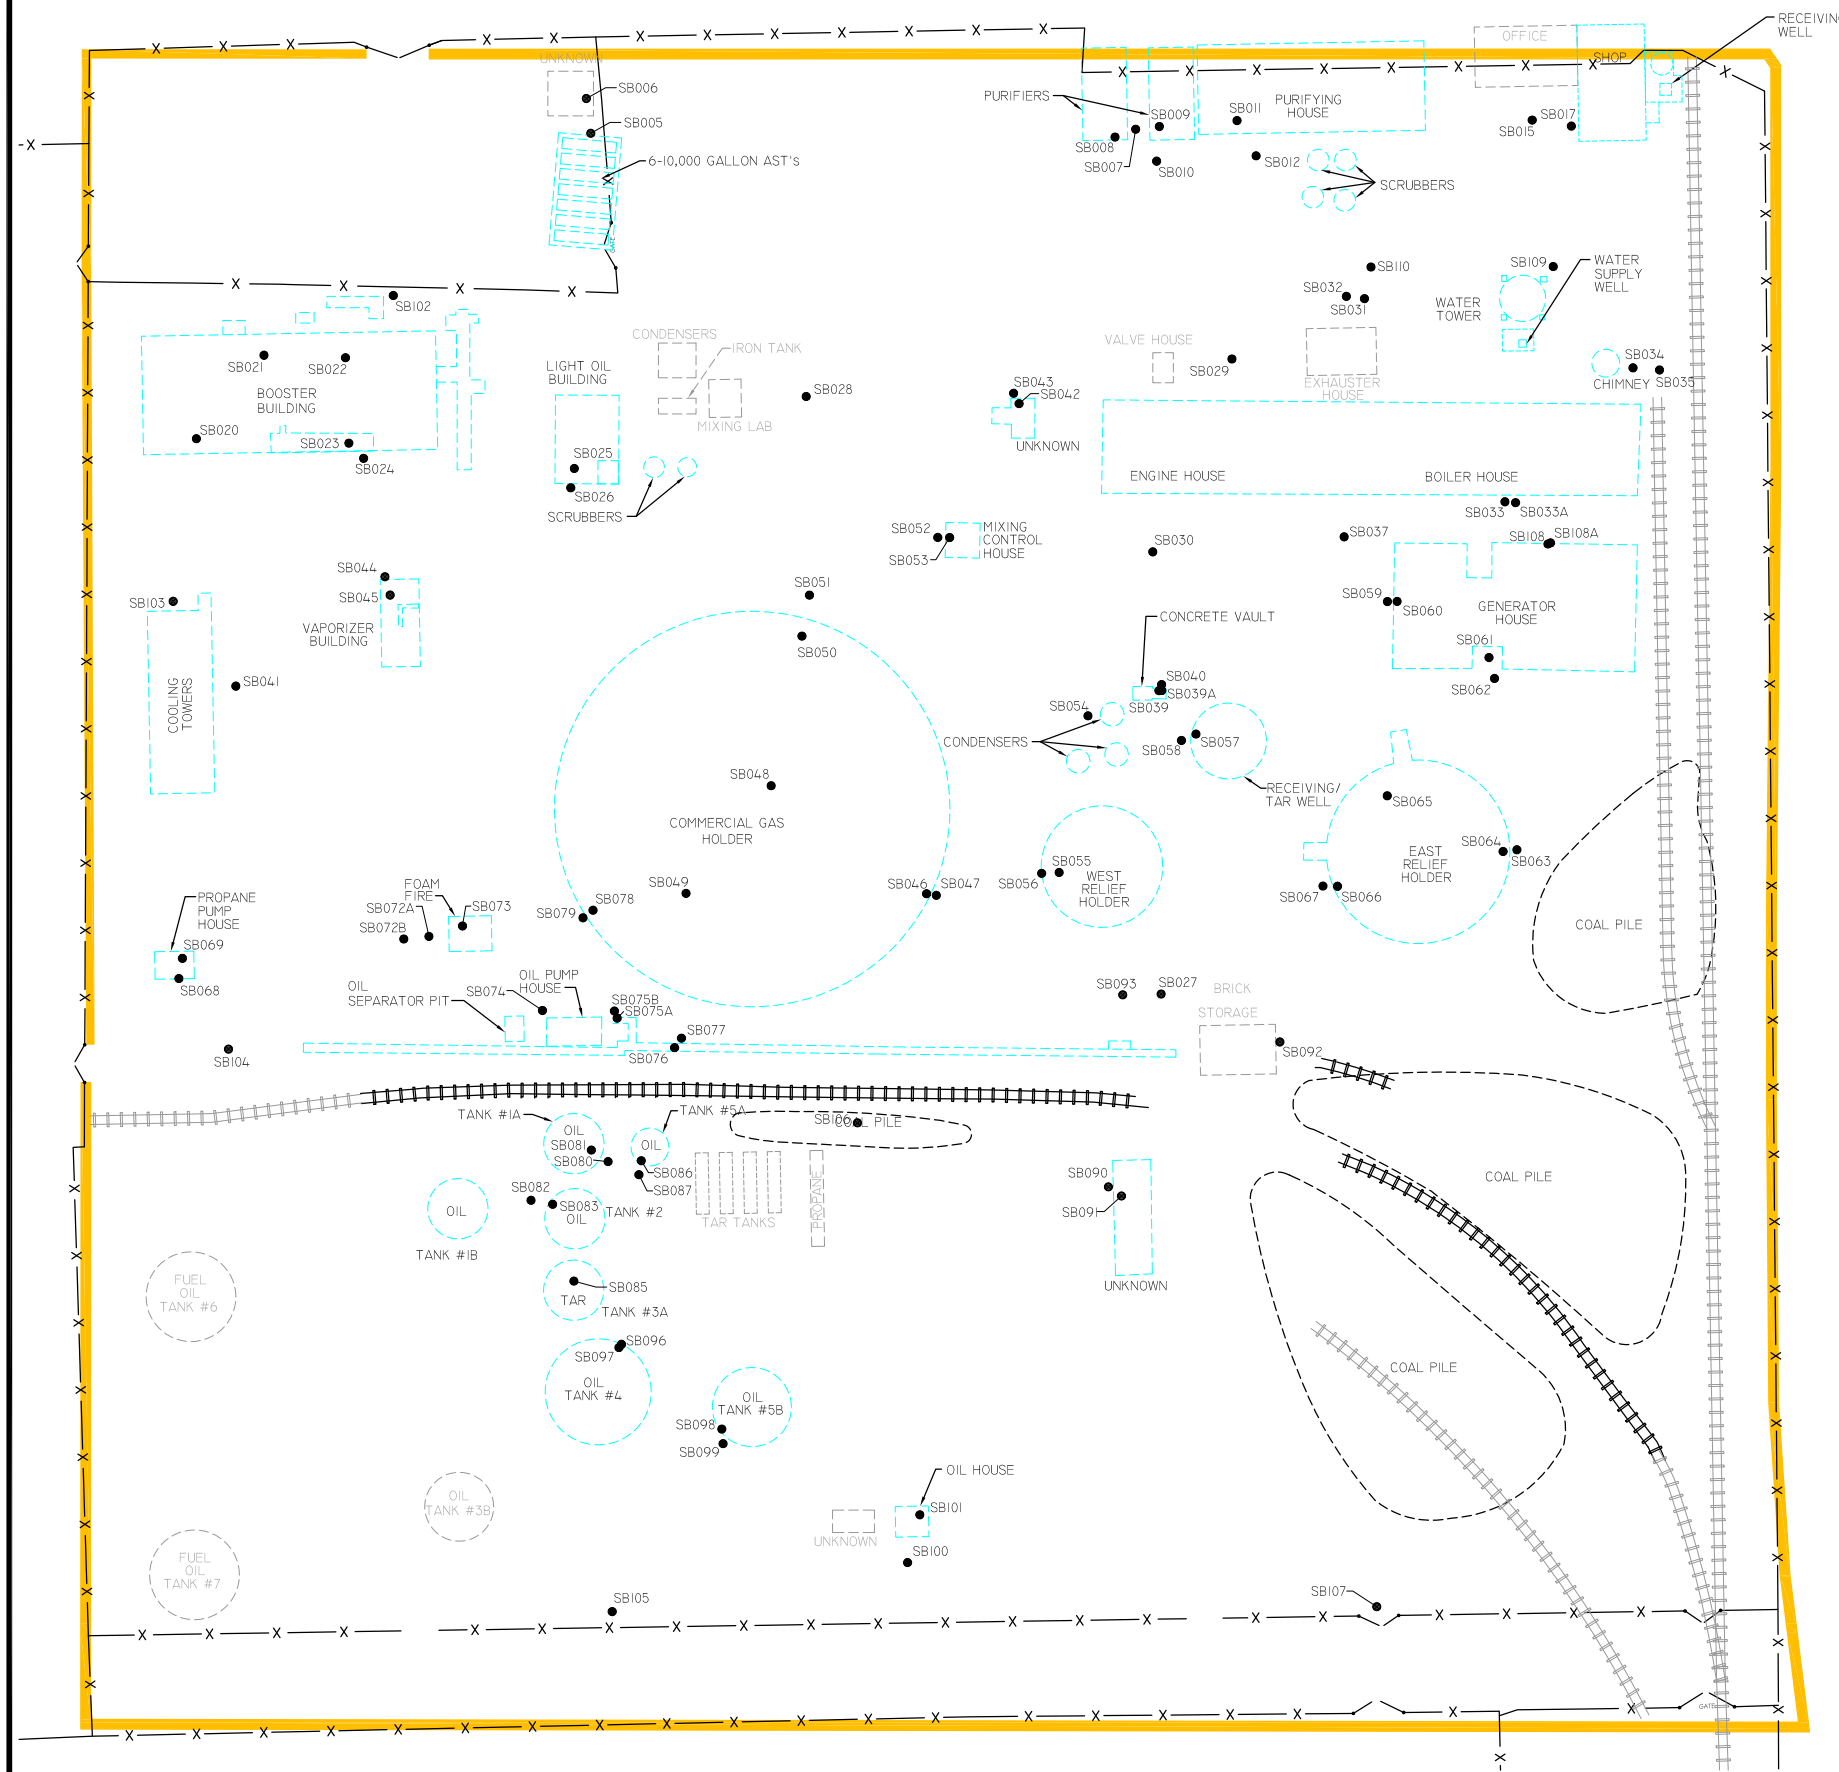 RECEIVING
WELL
OFFICE
SHOP
UNKNOWN
SB006
SB005
6-10,000 GALLON AST'S
GATE
PURIFIERS
SB009
SB008
SB007
SB010
SB011
PURIFYING
HOUSE
SB012
SCRUBBERS
SB015
SB017
SB110
SB032
SB031
SB109
WATER
SUPPLY
WELL
WATER
TOWER
SB102
SB021
SB022
BOOSTER
BUILDING
SB020
SB023
SB024
CONDENSERS
IRON TANK
MIXING LAB
LIGHT OIL
BUILDING
SB025
SB026
SCRUBBERS
SB028
SB043
SB042
UNKNOWN
VALVE HOUSE
SB029
EXHAUSTER
HOUSE
SB034
CHIMNEY
SB035
ENGINE HOUSE
BOILER HOUSE
SB033
SB033A
SB052
SB053
MIXING
CONTROL
HOUSE
SB030
SB037
SB108
SB108A
SB044
SB045
VAPORIZER
BUILDING
SB103
SB041
COOLING
TOWERS
SB051
SB050
SB059
SB060
GENERATOR
HOUSE
SB061
SB062
CONCRETE VAULT
SB040
SB039A
SB039
SB054
CONDENSERS
SB058
SB057
RECEIVING/
TAR WELL
SB048
COMMERCIAL GAS
HOLDER
SB049
SB046
SB047
SB078
SB079
SB055
SB056
WEST
RELIEF
HOLDER
SB065
SB064
SB063
EAST
RELIEF
HOLDER
SB067
SB066
COAL PILE
PROPANE
PUMP
HOUSE
SB069
SB068
FOAM
FIRE
SB072A
SB072B
SB073
OIL
SEPARATOR PIT
SB074
OIL PUMP
HOUSE
SB075B
SB075A
SB077
SB076
SB104
SB093
SB027
BRICK
STORAGE
SB092
TANK #1A
OIL
SB081
SB080
TANK #5A
OIL
SB086
SB087
SB106
COAL PILE
SB082
SB083
OIL
TANK #2
OIL
TANK #1B
TAR TANKS
PROPANE
SB090
SB091
UNKNOWN
COAL PILE
COAL PILE
FUEL
OIL
TANK #6
SB085
TAR
TANK #3A
SB096
SB097
OIL
TANK #4
OIL
TANK #5B
SB098
SB099
OIL
TANK #3B
FUEL
OIL
TANK #7
OIL HOUSE
SB101
UNKNOWN
SB100
SB105
SB107
GATE